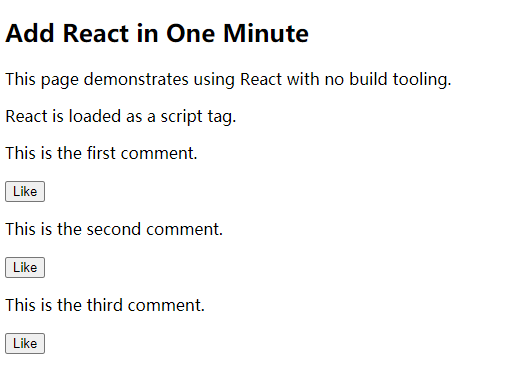 Add React in One Minute
This page demonstrates using React with no build tooling.
React is loaded as a script tag.
This is the first comment.
Like
This is the second comment.
Like
This is the third comment.
Like